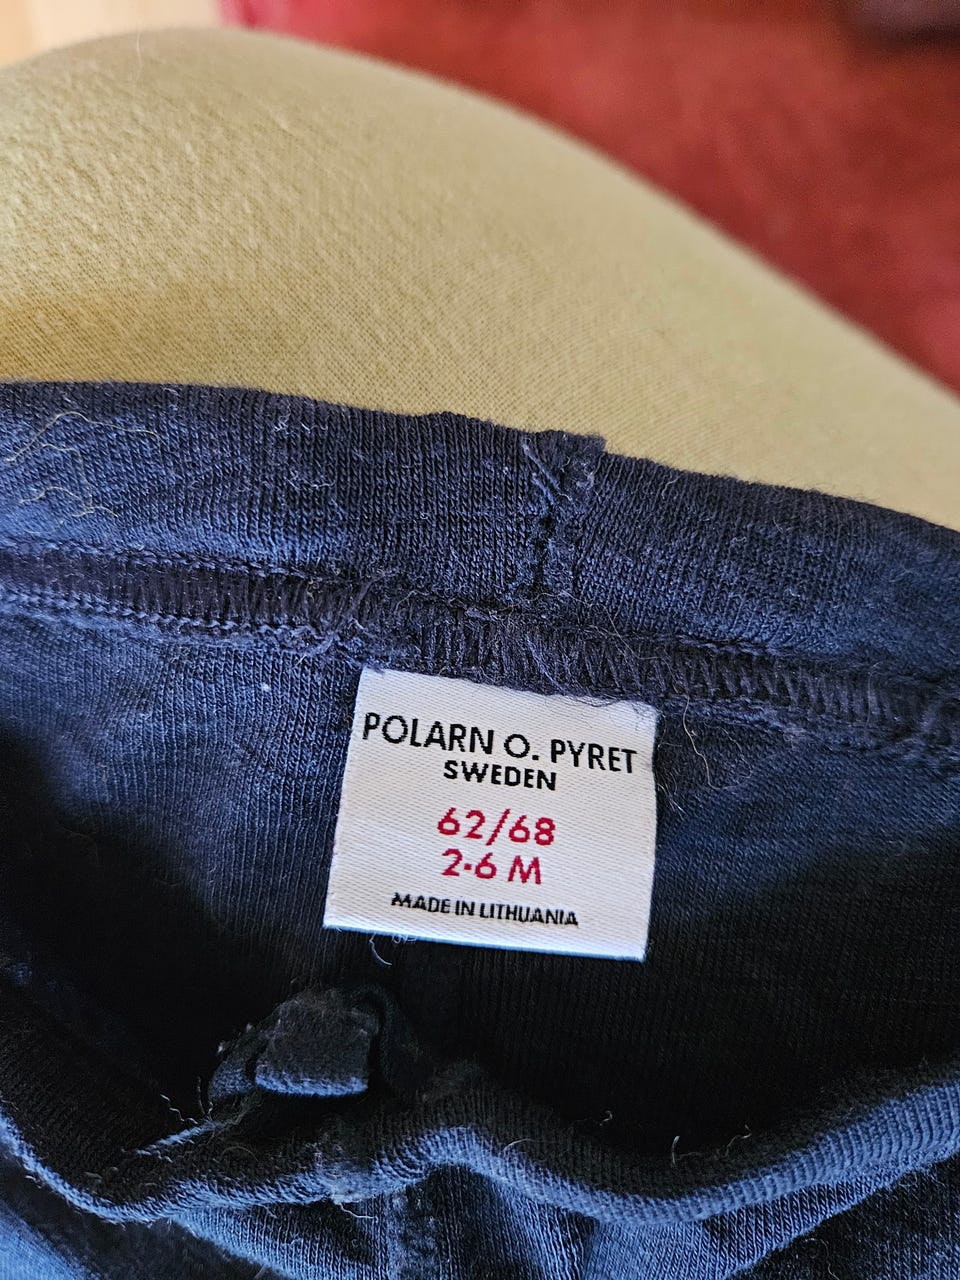 POLARN O. PYRET
SWEDEN
62/68
2-6 M
MADE IN LITHUANIA